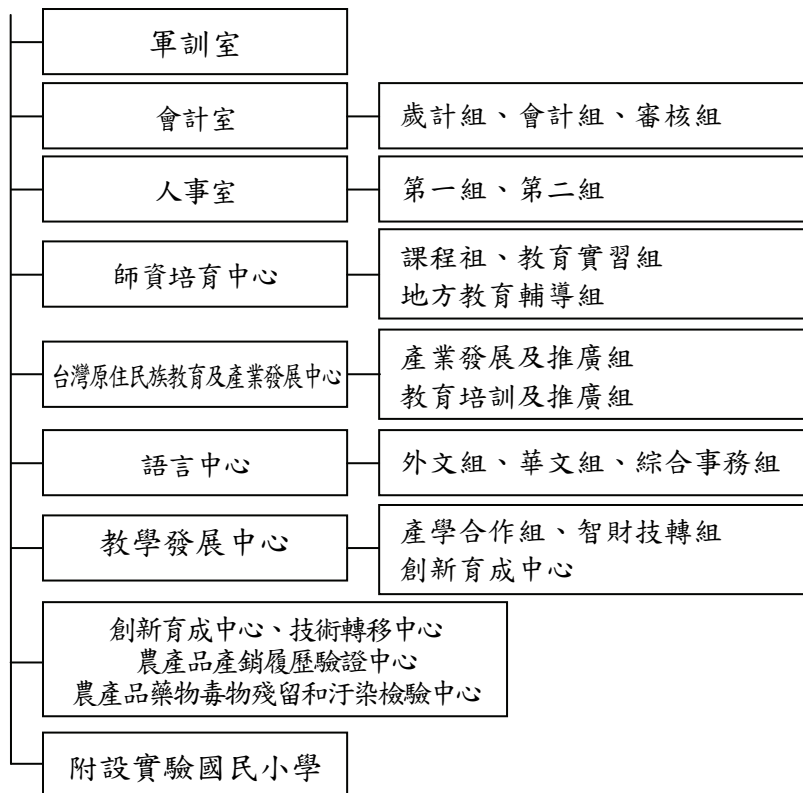 軍訓室
會計室
歲計組、會計組、審核組
人事室
第一組、第二組
師資培育中心
課程祖、教育實習組
地方教育輔導組
台灣原住民族教育及產業發展中心
產業發展及推廣組
教育培訓及推廣組
語言中心
外文組、華文組、綜合事務組
教學發展中心
產學合作組、智財技轉組
創新育成中心
創新育成中心、技術轉移中心
農產品產銷履歷驗證中心
農產品藥物毒物殘留和汙染檢驗中心
附設實驗國民小學